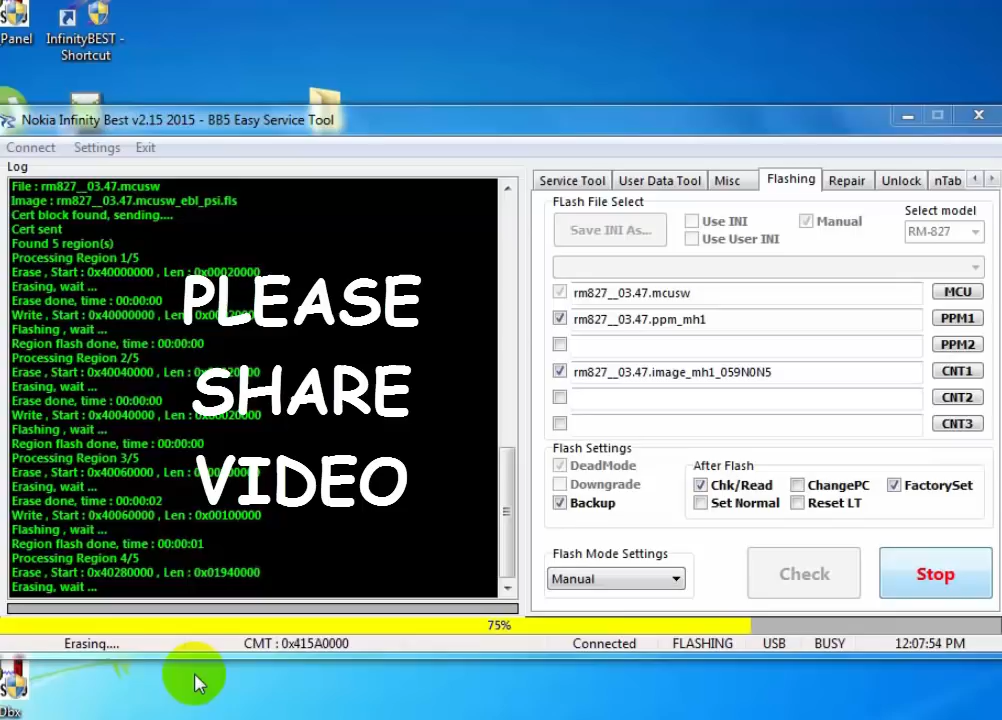 Panel
InfinityBEST -
Shortcut
Nokia Infinity Best v2.15 2015 - BB5 Easy Service Tool
Connect Settings Exit
Log
File : rm827__03.47.mcusw
Image : rm827__03.47.mcusw_ebl_psi.fls
Cert block found, sending....
Cert sent
Found 5 region(s)
Processing Region 1/5
Erase , Start : 0x40000000 , Len : 0x00020000
Erasing, wait ...
Erase done, time : 00:00:00
Write , Start : 0x40000000 , Len :
Flashing , wait ...
Region flash done, time : 00:00:00
Processing Region 2/5
Erase , Start : 0x40040000 , Len :
Erasing, wait ...
Erase done, time : 00:00:00
Write , Start : 0x40040000 , Len :
Flashing , wait ...
Region flash done, time : 00:00:00
Processing Region 3/5
Erase , Start : 0x40060000 , Len :
Erasing, wait ...
Erase done, time : 00:00:02
Write , Start : 0x40060000 , Len : 0x00100000
Flashing , wait ...
Region flash done, time : 00:00:01
Processing Region 4/5
Erase , Start : 0x40280000 , Len : 0x01940000
Erasing, wait ...
PLEASE
SHARE
VIDEO
Service Tool User Data Tool Misc Flashing Repair Unlock nTab
FLash File Select
Save INI As...
Use INI
Use User INI
Manual
Select model
RM-827
rm827__03.47.mcusw MCU
rm827__03.47.ppm_mh1 PPM1
PPM2
rm827__03.47.image_mh1_059N0N5 CNT1
CNT2
CNT3
Flash Settings
DeadMode
Downgrade
Backup
After Flash
Chk/Read ChangePC FactorySet
Set Normal Reset LT
Flash Mode Settings
Manual
Check
Stop
75%
Erasing.... CMT : 0x415A0000 Connected FLASHING USB BUSY 12:07:54 PM
Dbx